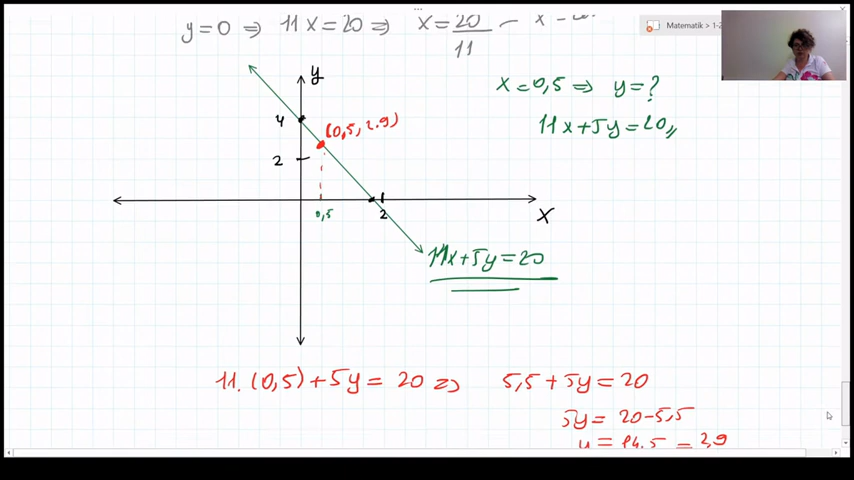 y=0 ⇒ 11x=20 ⇒ x=20/11
Matematik > 1-2
y
x=0,5 ⇒ y=?
11x+5y=20,
4
(0,5, 2.9)
2
0,5
2
x
11x+5y=20
11.(0,5)+5y=20 ⇒ 5,5+5y=20
5y=20-5,5
y=14,5=2,9